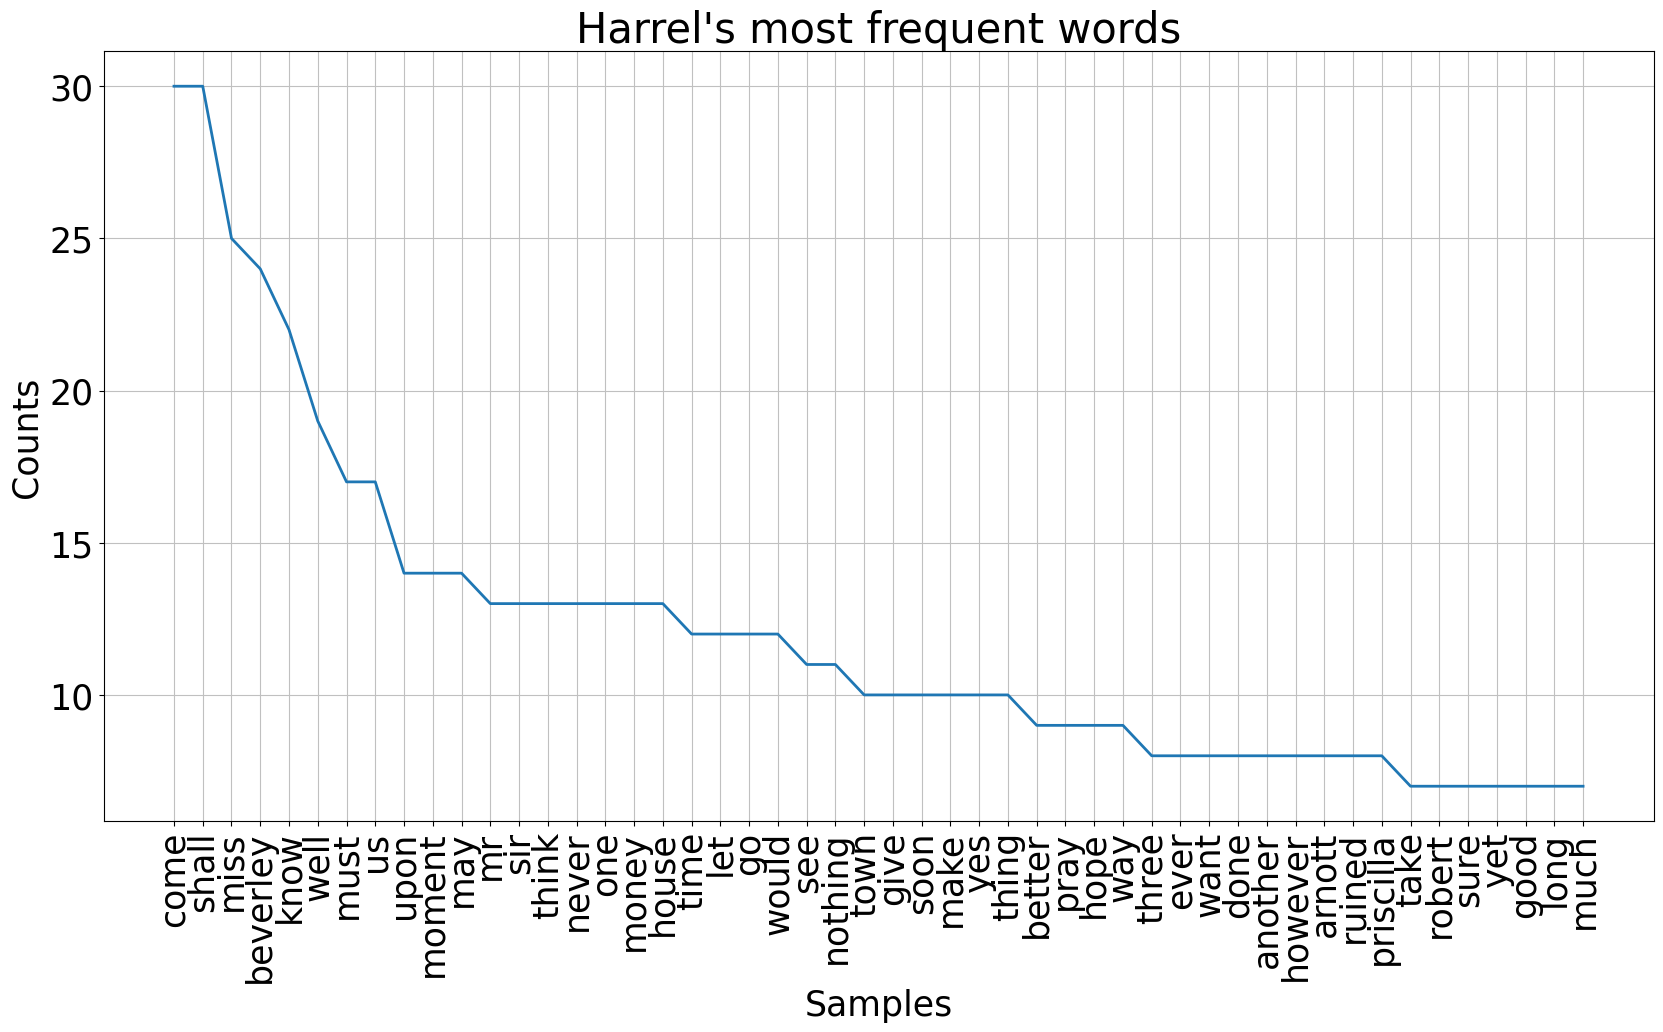 Harrel's most frequent words
30
25
20
15
10
Counts
come
shall
miss
beverley
know
well
must
us
upon
moment
may
mr
sir
think
never
one
money
house
time
let
go
would
see
nothing
town
give
soon
make
yes
thing
better
pray
hope
way
three
ever
want
done
another
however
arnott
ruined
priscilla
take
robert
sure
yet
good
long
much
Samples